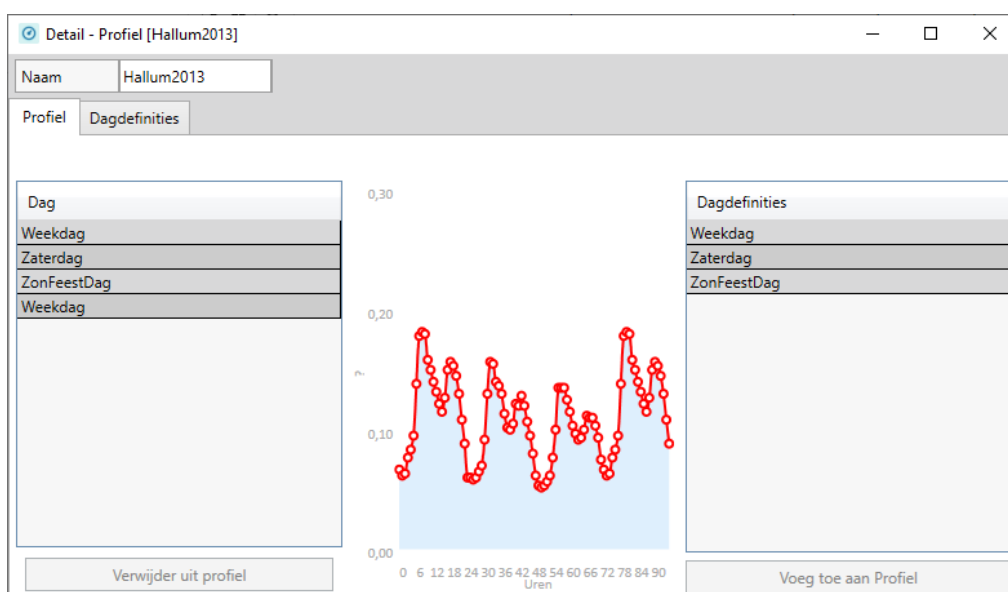 Detail - Profiel [Hallum2013]
Naam Hallum2013
Profiel Dagdefinities
Dag
Weekdag
Zaterdag
ZonFeestDag
Weekdag
Verwijder uit profiel
0,30
0,20
?
0,10
0,00
0 6 12 18 24 30 36 42 48 54 60 66 72 78 84 90
Uren
Dagdefinities
Weekdag
Zaterdag
ZonFeestDag
Voeg toe aan Profiel